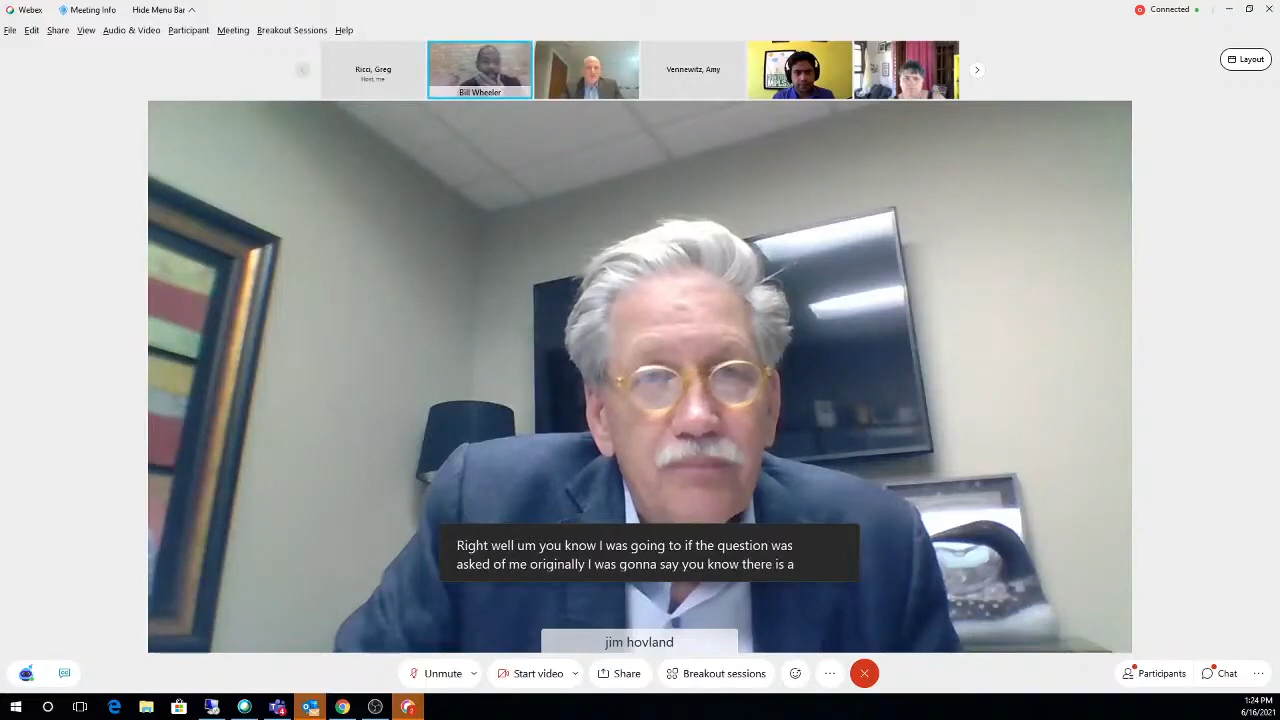 Webex
Meeting Info
Hide Menu Bar
Connected
File
Edit
Share
View
Audio & Video
Participant
Meeting
Breakout Sessions
Help
Ricci, Greg
Host, me
Bill Wheeler
Vennewitz, Amy
Layout
Right well um you know I was going to if the question was
asked of me originally I was gonna say you know there is a
jim hovland
Unmute
Start video
Share
Breakout sessions
Participants
Chat
1:24 PM
6/16/2021